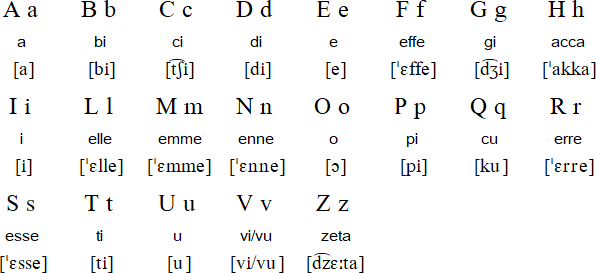 A a B b C c D d E e F f G g H h
a bi ci di e effe gi acca
[a] [bi] [t͡ʃi] [di] [e] [ˈɛffe] [d͡ʒi] [ˈakka]
I i L l M m N n O o P p Q q R r
i elle emme enne o pi cu erre
[i] [ˈɛlle] [ˈɛmme] [ˈɛnne] [ɔ] [pi] [ku] [ˈɛrre]
S s T t U u V v Z z
esse ti u vi/vu zeta
[ˈɛsse] [ti] [u] [vi/vu] [d͡zɛːta]